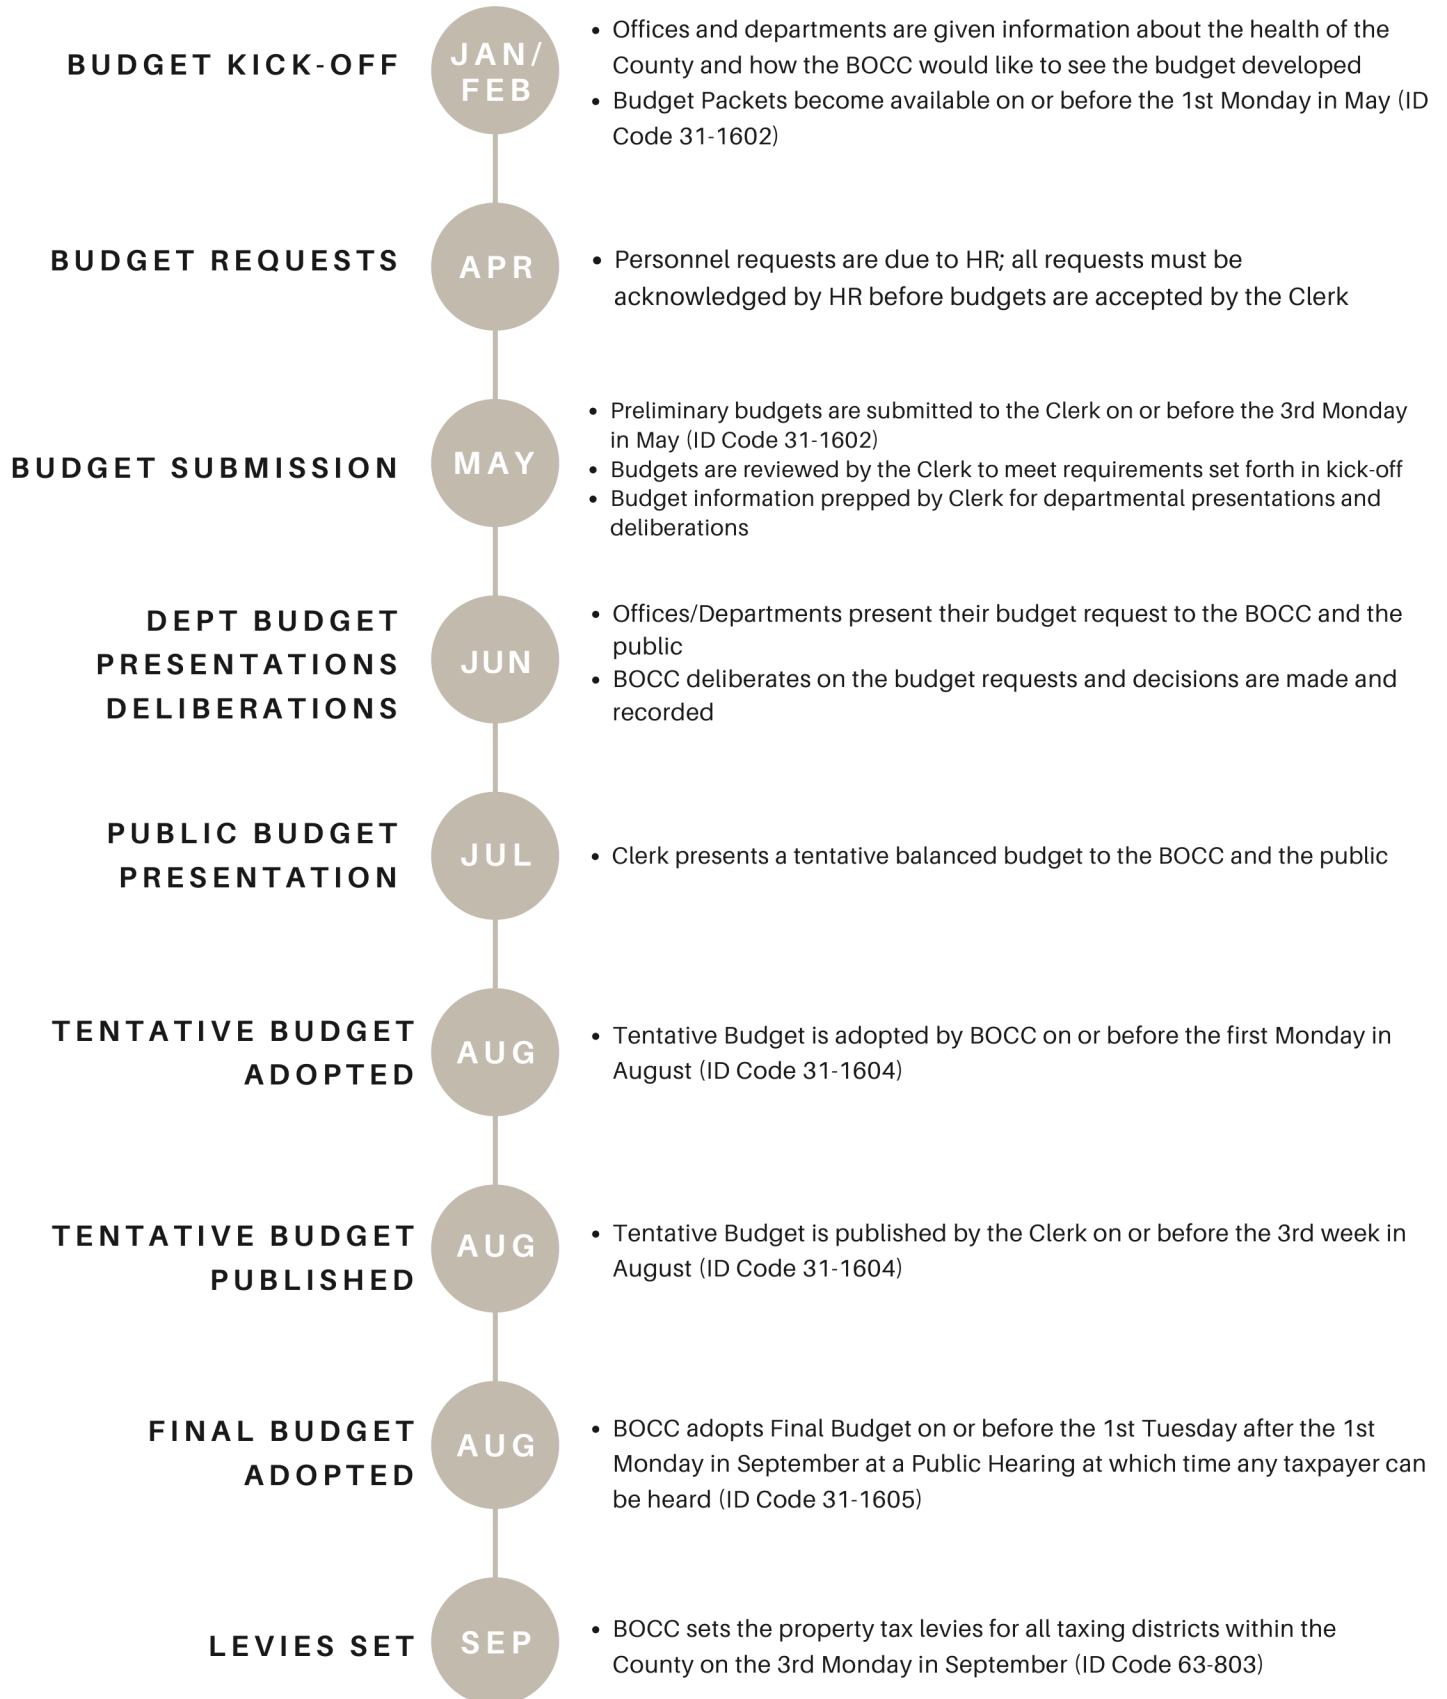 BUDGET KICK-OFF
JAN/
FEB
• Offices and departments are given information about the health of the
County and how the BOCC would like to see the budget developed
• Budget Packets become available on or before the 1st Monday in May (ID
Code 31-1602)
BUDGET REQUESTS
APR
• Personnel requests are due to HR; all requests must be
acknowledged by HR before budgets are accepted by the Clerk
BUDGET SUBMISSION
MAY
• Preliminary budgets are submitted to the Clerk on or before the 3rd Monday
in May (ID Code 31-1602)
• Budgets are reviewed by the Clerk to meet requirements set forth in kick-off
• Budget information prepped by Clerk for departmental presentations and
deliberations
DEPT BUDGET
PRESENTATIONS
DELIBERATIONS
JUN
• Offices/Departments present their budget request to the BOCC and the
public
• BOCC deliberates on the budget requests and decisions are made and
recorded
PUBLIC BUDGET
PRESENTATION
JUL
• Clerk presents a tentative balanced budget to the BOCC and the public
TENTATIVE BUDGET
ADOPTED
AUG
• Tentative Budget is adopted by BOCC on or before the first Monday in
August (ID Code 31-1604)
TENTATIVE BUDGET
PUBLISHED
AUG
• Tentative Budget is published by the Clerk on or before the 3rd week in
August (ID Code 31-1604)
FINAL BUDGET
ADOPTED
AUG
• BOCC adopts Final Budget on or before the 1st Tuesday after the 1st
Monday in September at a Public Hearing at which time any taxpayer can
be heard (ID Code 31-1605)
LEVIES SET
SEP
• BOCC sets the property tax levies for all taxing districts within the
County on the 3rd Monday in September (ID Code 63-803)